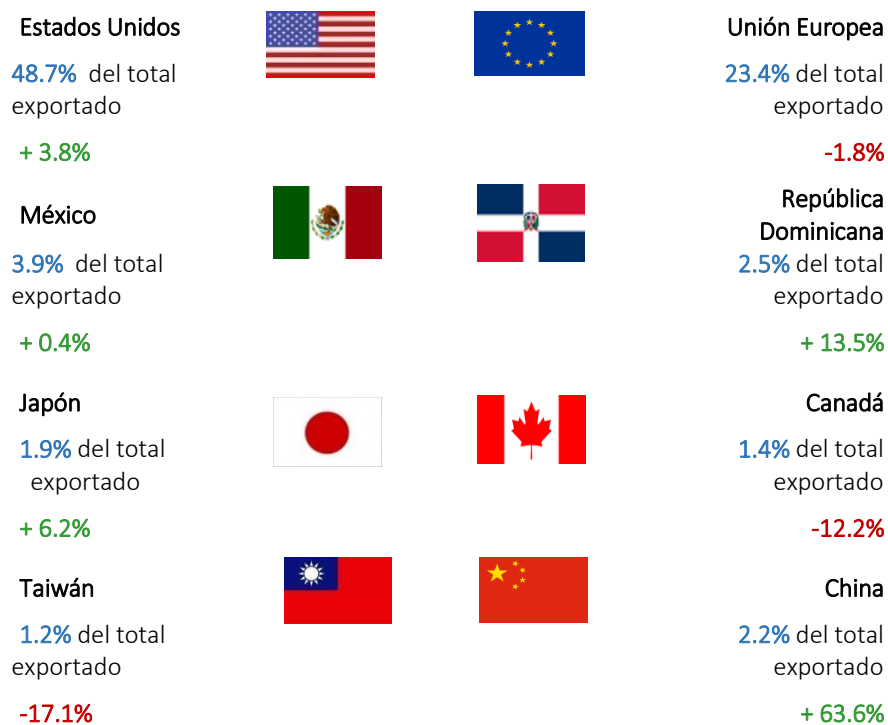 Estados Unidos
48.7% del total
exportado
+ 3.8%
Unión Europea
23.4% del total
exportado
-1.8%
México
3.9% del total
exportado
+ 0.4%
República
Dominicana
2.5% del total
exportado
+ 13.5%
Japón
1.9% del total
exportado
+ 6.2%
Canadá
1.4% del total
exportado
-12.2%
Taiwán
1.2% del total
exportado
-17.1%
China
2.2% del total
exportado
+ 63.6%